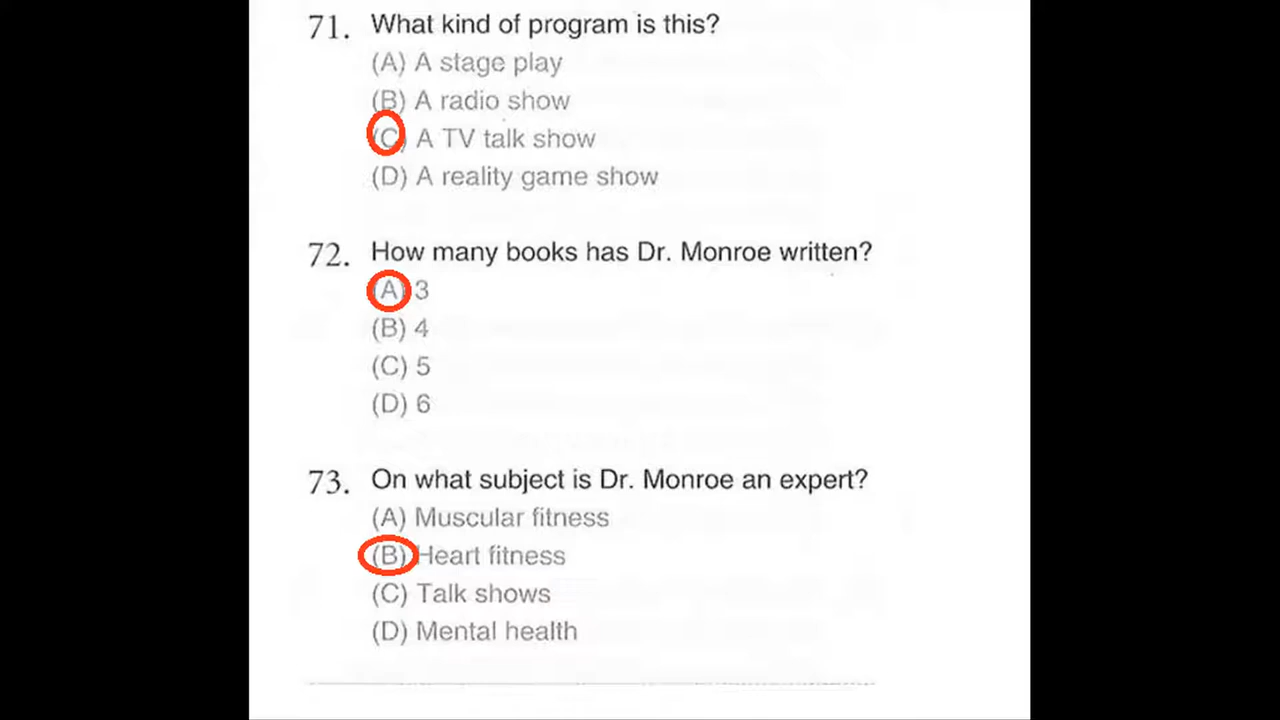 71. What kind of program is this?
(A) A stage play
(B) A radio show
(C) A TV talk show
(D) A reality game show
72. How many books has Dr. Monroe written?
(A) 3
(B) 4
(C) 5
(D) 6
73. On what subject is Dr. Monroe an expert?
(A) Muscular fitness
(B) Heart fitness
(C) Talk shows
(D) Mental health